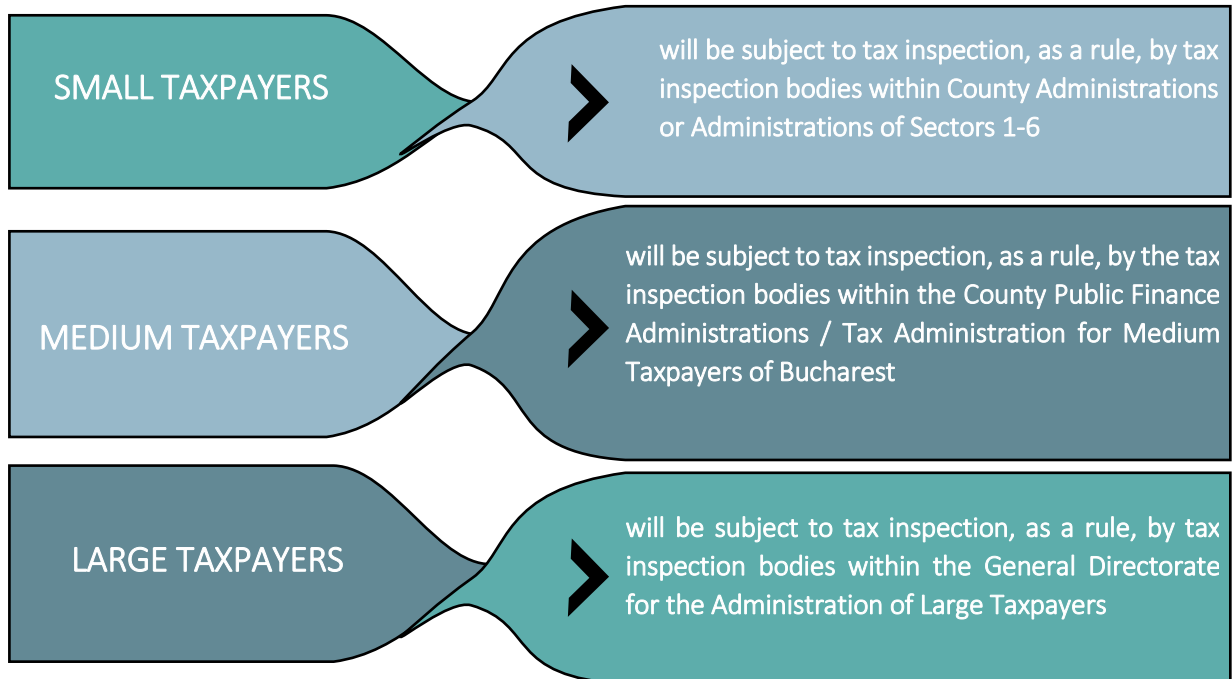 SMALL TAXPAYERS
will be subject to tax inspection, as a rule, by tax
inspection bodies within County Administrations
or Administrations of Sectors 1-6
MEDIUM TAXPAYERS
will be subject to tax inspection, as a rule, by the tax
inspection bodies within the County Public Finance
Administrations / Tax Administration for Medium
Taxpayers of Bucharest
LARGE TAXPAYERS
will be subject to tax inspection, as a rule, by tax
inspection bodies within the General Directorate
for the Administration of Large Taxpayers